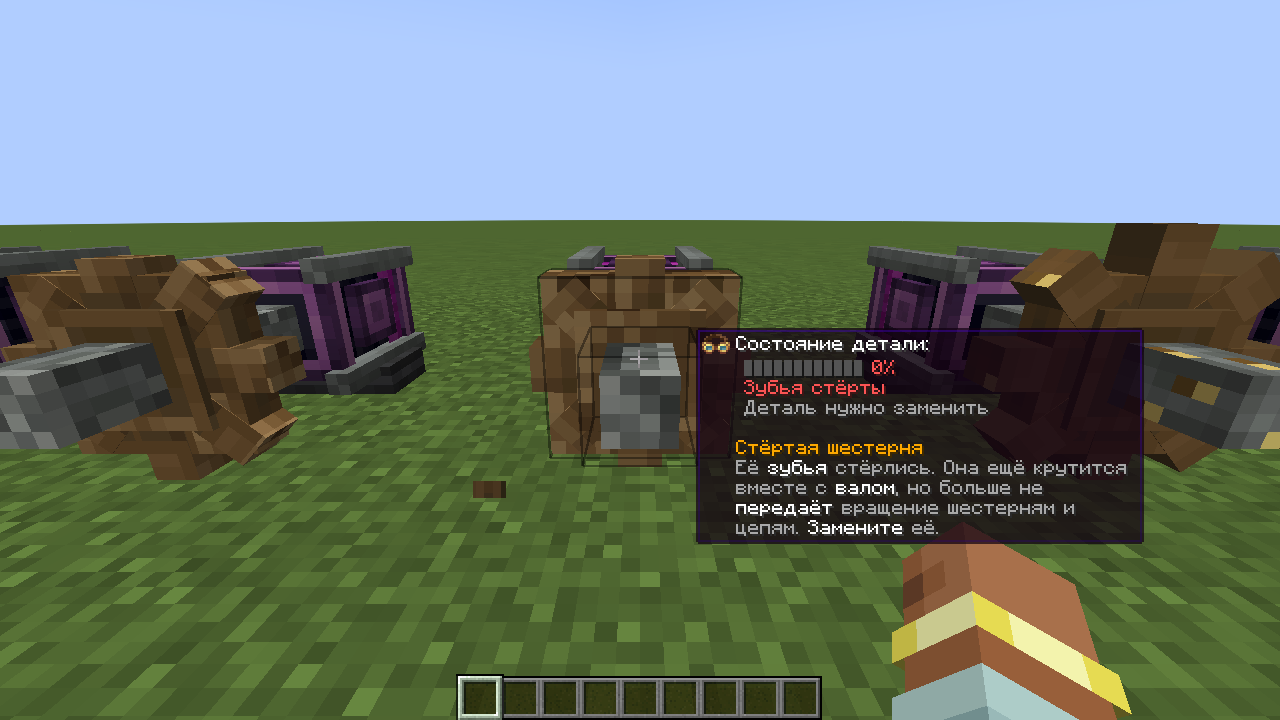 Состояние детали:
0%
Зубья стёрты
Деталь нужно заменить
Стёртая шестерня
Её зубья стёрлись. Она ещё крутится
вместе с валом, но больше не
передаёт вращение шестерням и
цепям. Замените её.